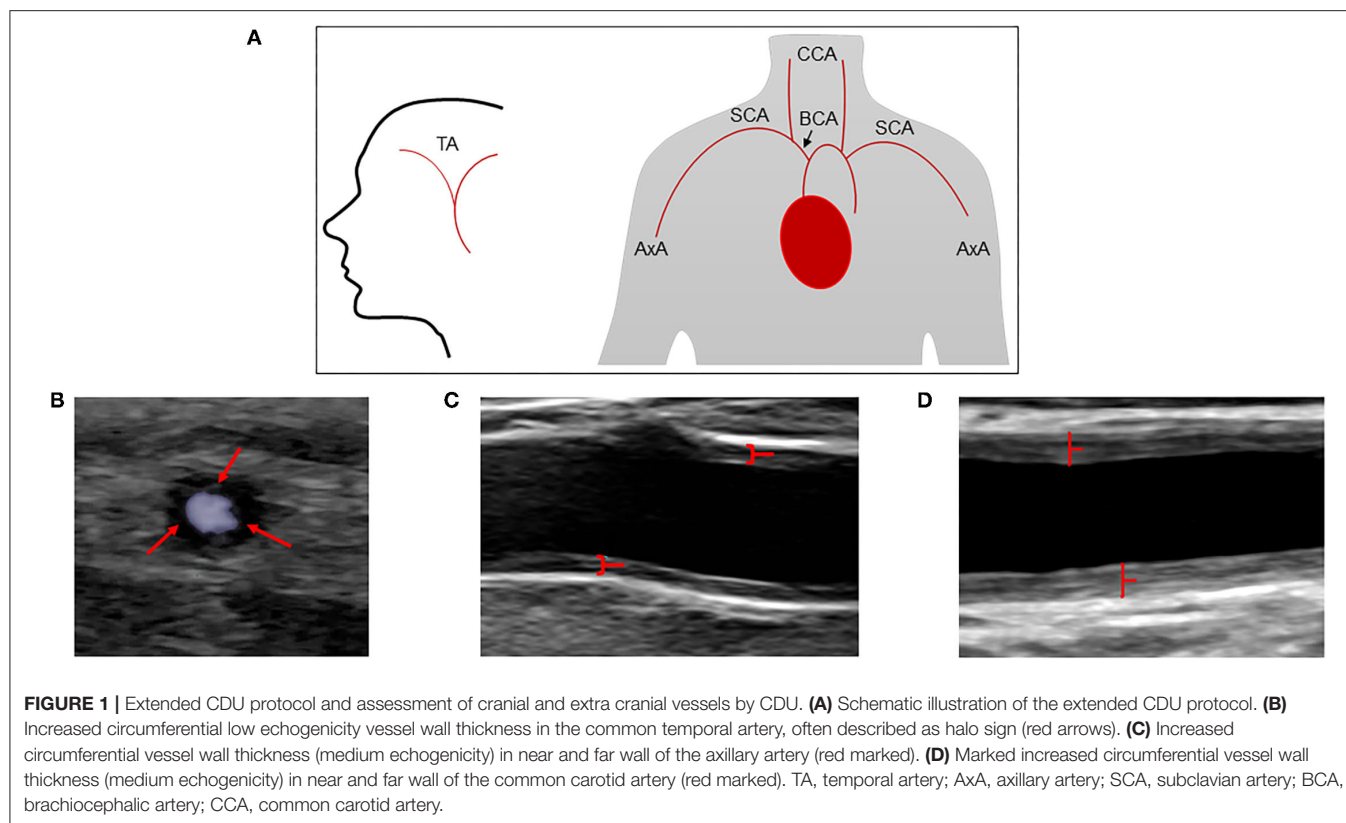 A
TA
CCA
SCA
BCA
SCA
AxA
AxA
B
C
D
FIGURE 1 | Extended CDU protocol and assessment of cranial and extra cranial vessels by CDU. (A) Schematic illustration of the extended CDU protocol. (B)
Increased circumferential low echogenicity vessel wall thickness in the common temporal artery, often described as halo sign (red arrows). (C) Increased
circumferential vessel wall thickness (medium echogenicity) in near and far wall of the axillary artery (red marked). (D) Marked increased circumferential vessel wall
thickness (medium echogenicity) in near and far wall of the common carotid artery (red marked). TA, temporal artery; AxA, axillary artery; SCA, subclavian artery; BCA,
brachiocephalic artery; CCA, common carotid artery.